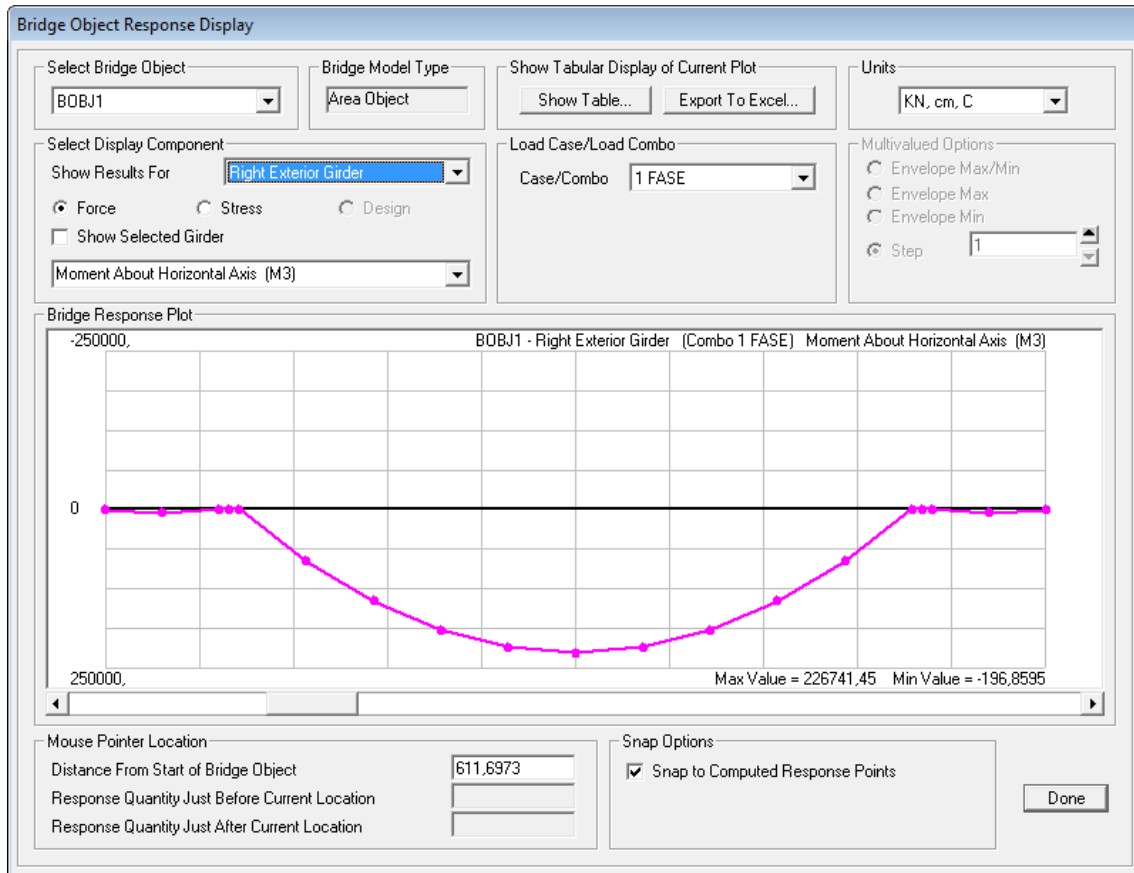 Bridge Object Response Display
Select Bridge Object
BOBJ1
Bridge Model Type
Area Object
Show Tabular Display of Current Plot
Show Table...
Export To Excel...
Units
KN, cm, C
Select Display Component
Show Results For
Right Exterior Girder
Force
Stress
Design
Show Selected Girder
Moment About Horizontal Axis (M3)
Load Case/Load Combo
Case/Combo
1 FASE
Multivalued Options
Envelope Max/Min
Envelope Max
Envelope Min
Step
1
Bridge Response Plot
-250000,
BOBJ1 - Right Exterior Girder (Combo 1 FASE) Moment About Horizontal Axis (M3)
0
250000,
Max Value = 226741,45 Min Value = -196,8595
Mouse Pointer Location
Distance From Start of Bridge Object
611,6973
Response Quantity Just Before Current Location
Response Quantity Just After Current Location
Snap Options
Snap to Computed Response Points
Done